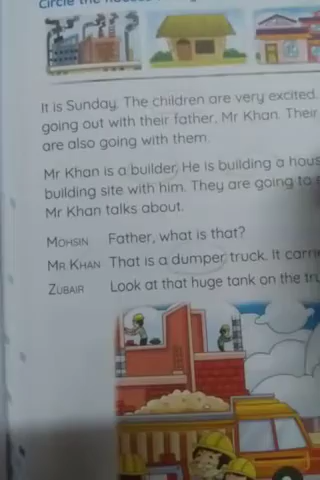 It is Sunday. The children are very excited.
going out with their father, Mr Khan. Their
are also going with them.
Mr Khan is a builder. He is building a
building site with him. They are going to
Mr Khan talks about.
MOHSIN Father, what is that?
MR KHAN That is a dumper truck. It
ZUBAIR Look at that huge tank on the